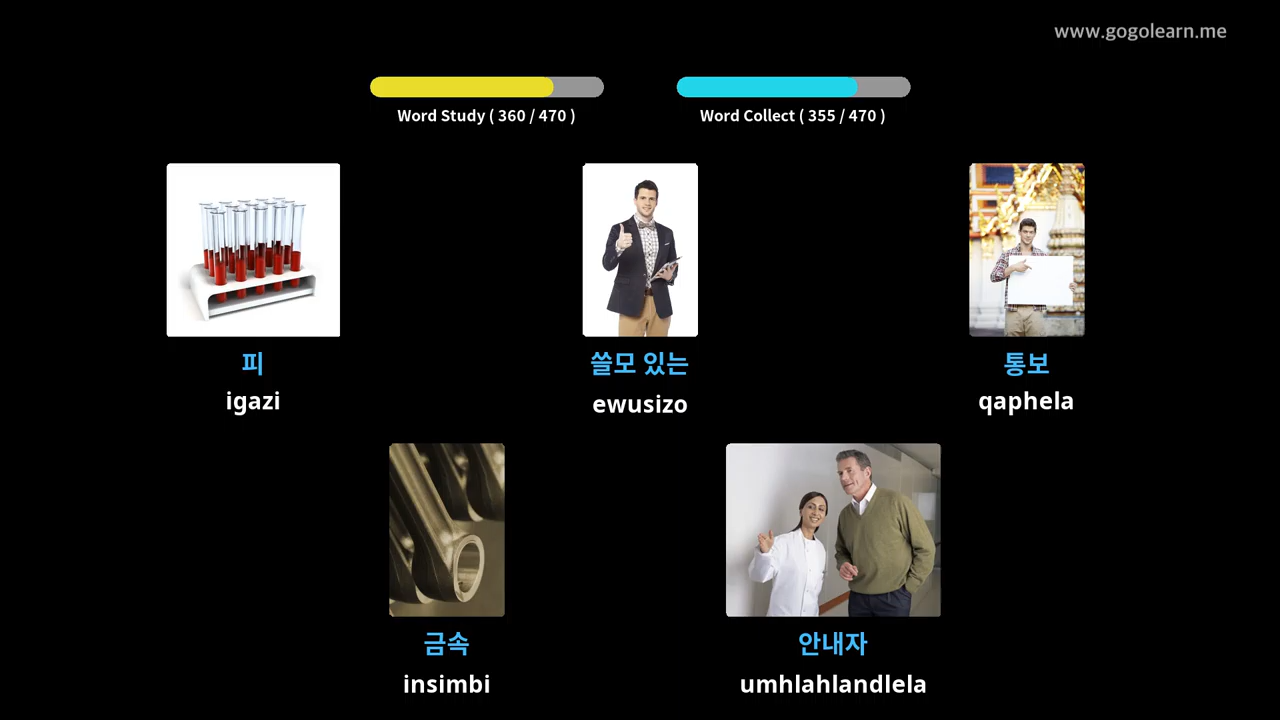 www.gogolearn.me
Word Study ( 360 / 470 )
Word Collect ( 355 / 470 )
피
igazi
쓸모 있는
ewusizo
통보
qaphela
금속
insimbi
안내자
umhlahlandlela